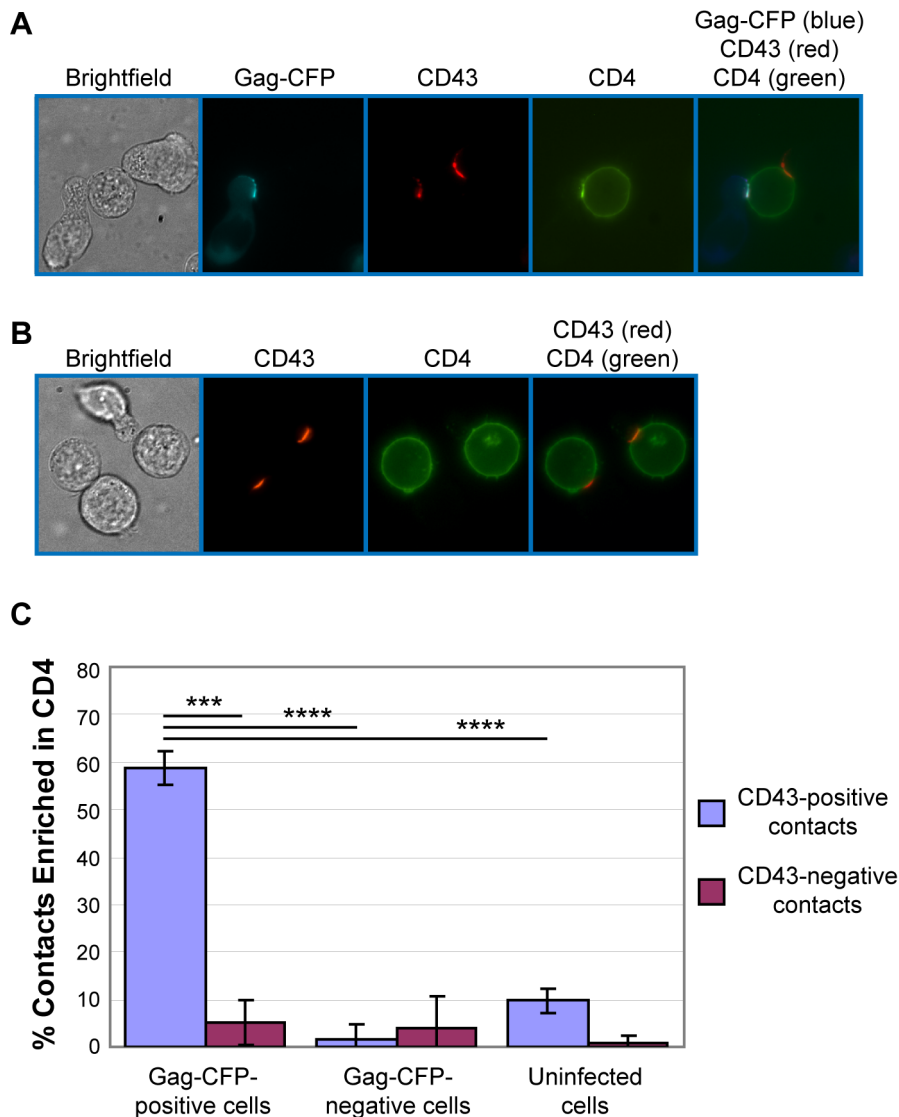 A
Gag-CFP (blue)
CD43 (red)
CD4 (green)
Brightfield Gag-CFP CD43 CD4
B
CD43 (red)
CD4 (green)
Brightfield CD43 CD4
C
% Contacts Enriched in CD4
80
70
60
50
40
30
20
10
0
***
****
****
CD43-positive
contacts
CD43-negative
contacts
Gag-CFP-
positive cells
Gag-CFP-
negative cells
Uninfected
cells